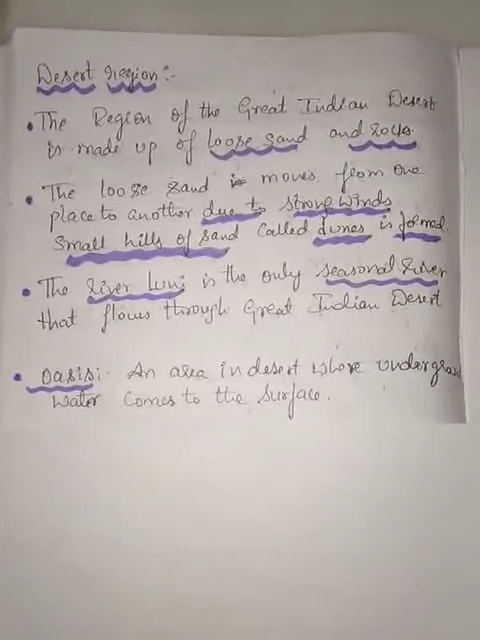 Desert region:-
• The Region of the Great Indian Desert
is made up of loose sand and rocks.
• The loose sand is moves from one
place to another due to strong winds
Small hills of sand called dunes is formed
• The river Luni is the only seasonal river
that flows through Great Indian Desert
• Oasis:- An area in desert where underground
water comes to the surface.